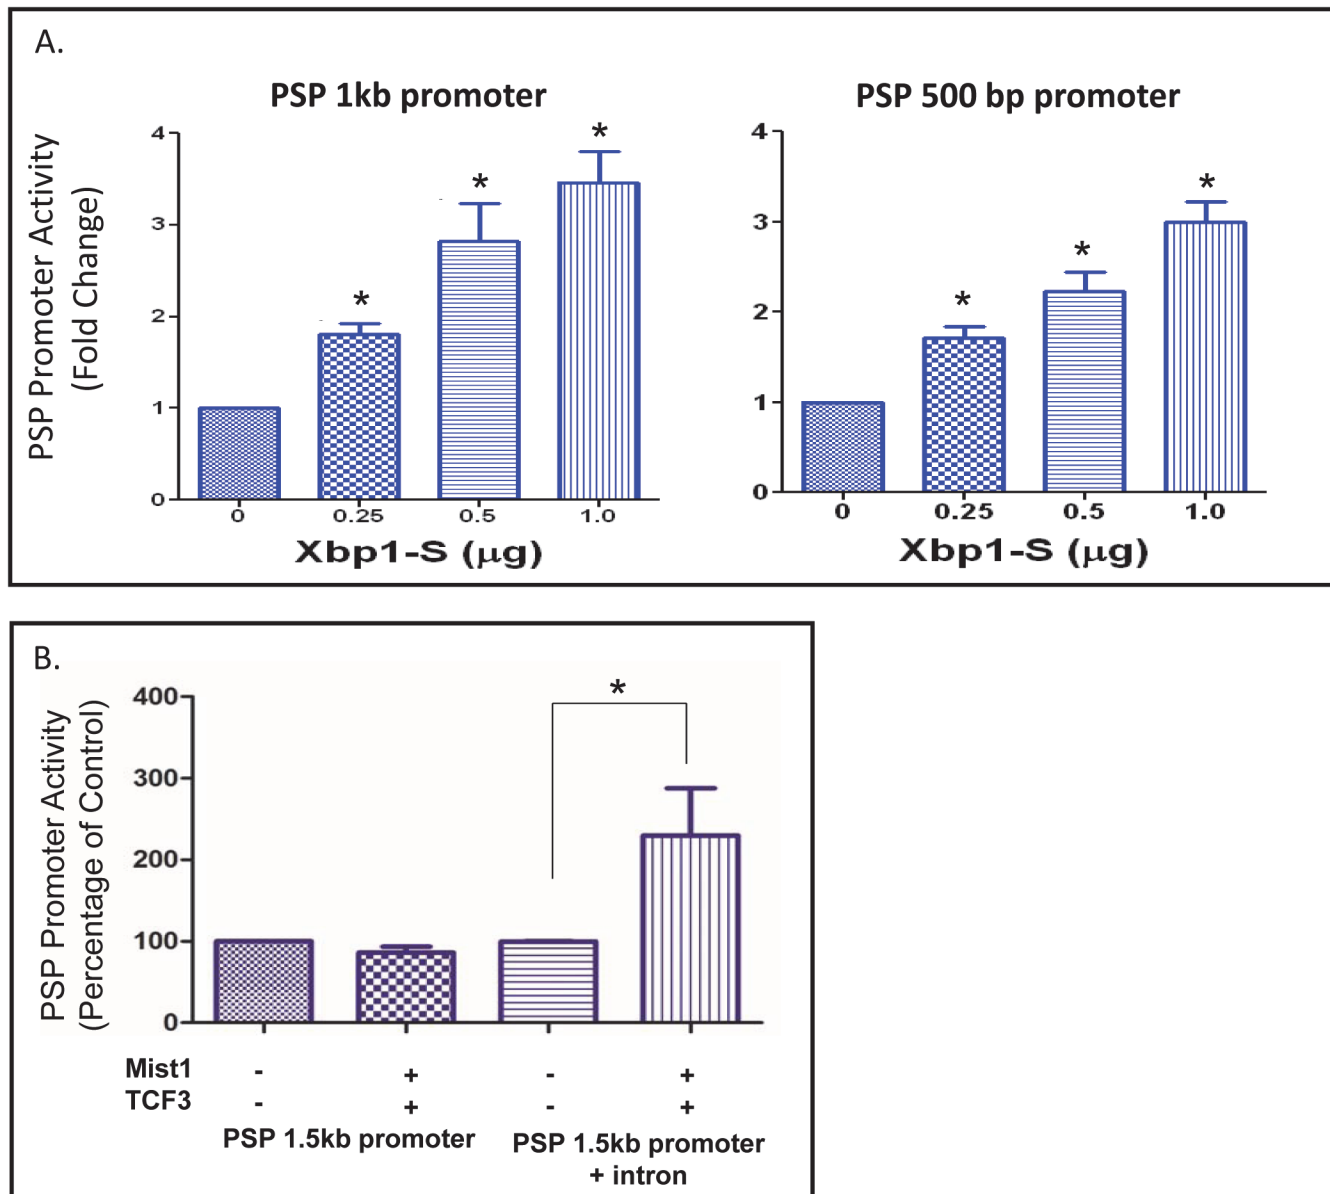 A.
PSP 1kb promoter
PSP Promoter Activity
(Fold Change)
4
3
2
1
0
*
*
*
0 0.25 0.5 1.0
Xbp1-S (μg)
PSP 500 bp promoter
4
3
2
1
0
*
*
*
0 0.25 0.5 1.0
Xbp1-S (μg)
B.
PSP Promoter Activity
(Percentage of Control)
400
300
200
100
0
*
Mist1 - + - +
TCF3 - + - +
PSP 1.5kb promoter
PSP 1.5kb promoter
+ intron